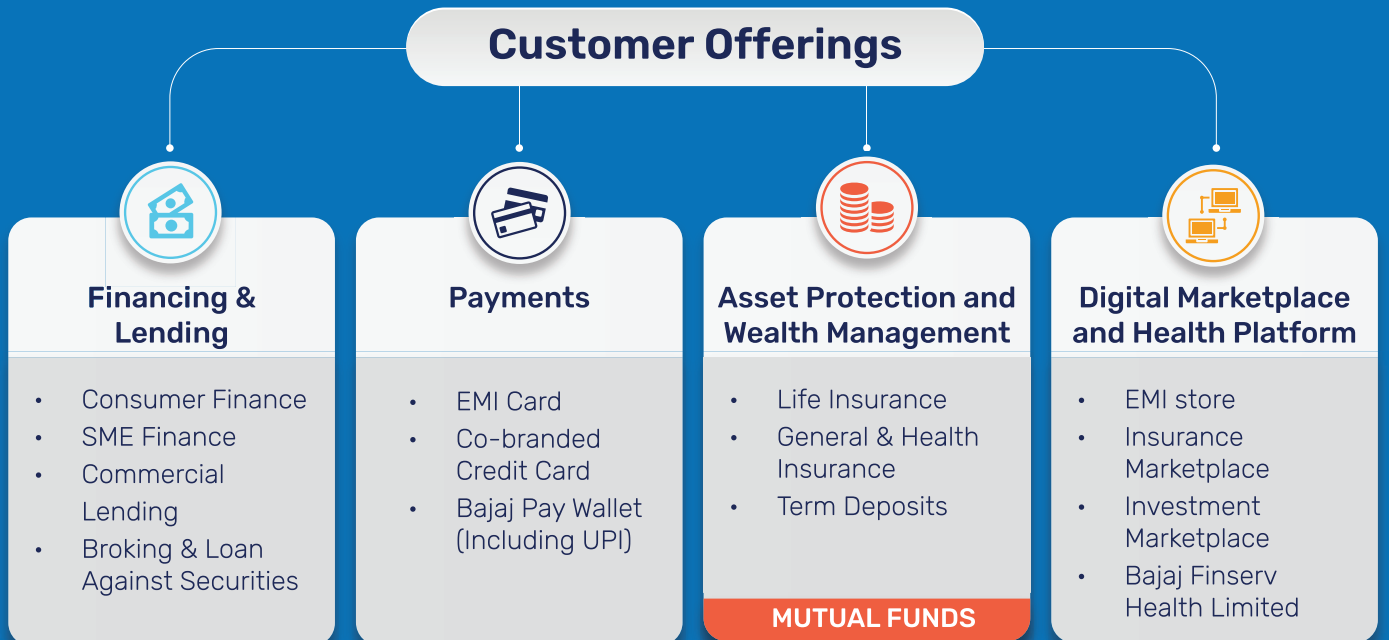 Customer Offerings
Financing &
Lending
• Consumer Finance
• SME Finance
• Commercial
Lending
• Broking & Loan
Against Securities
Payments
• EMI Card
• Co-branded
Credit Card
• Bajaj Pay Wallet
(Including UPI)
Asset Protection and
Wealth Management
• Life Insurance
• General & Health
Insurance
• Term Deposits
MUTUAL FUNDS
Digital Marketplace
and Health Platform
• EMI store
• Insurance
Marketplace
• Investment
Marketplace
• Bajaj Finserv
Health Limited